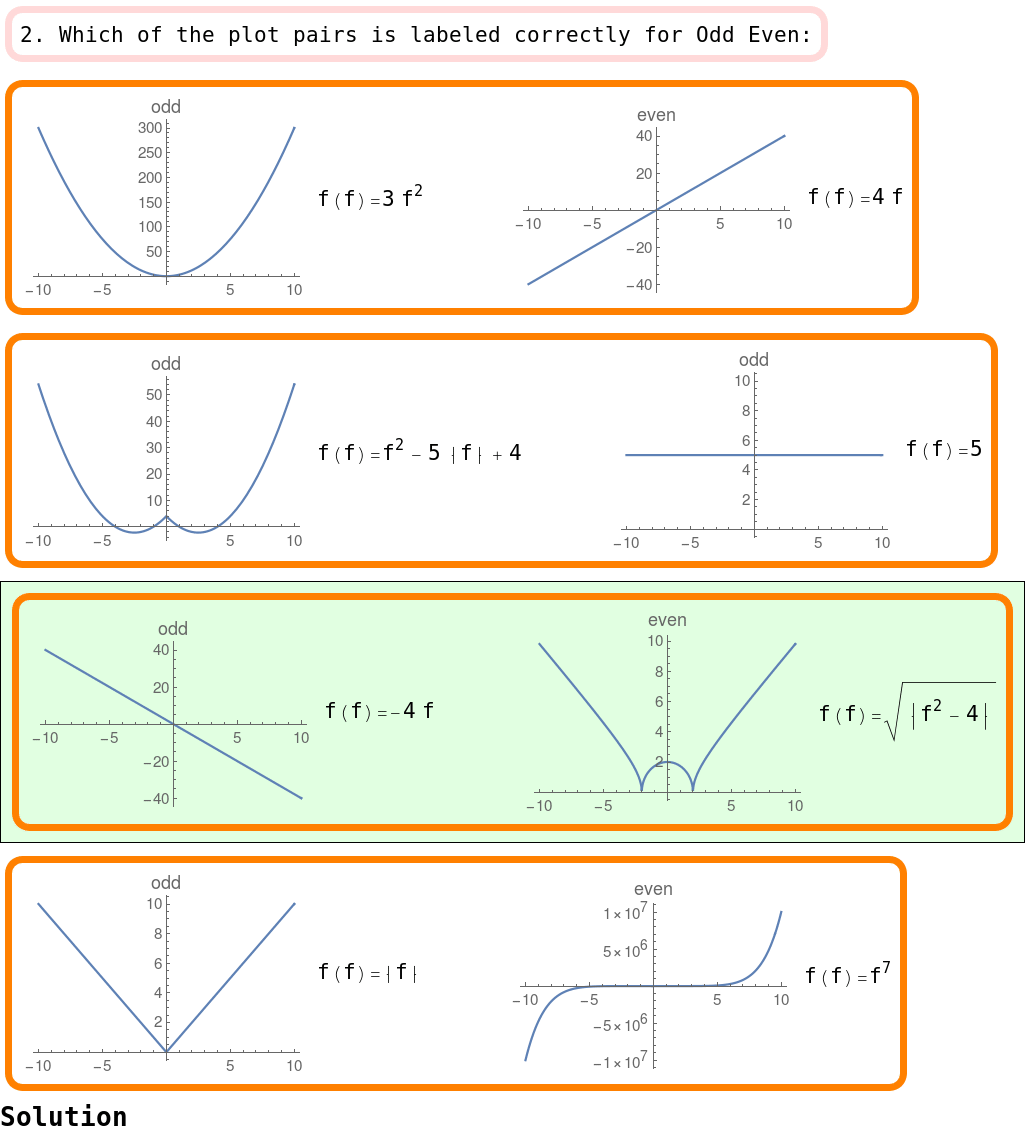 2. Which of the plot pairs is labeled correctly for Odd Even:
odd
300
250
200
150
100
50
−10 −5 5 10
f(f)=3 f²
even
40
20
−10 −5 5 10
−20
−40
f(f)=4 f
odd
50
40
30
20
10
−10 −5 5 10
f(f)=f² − 5 |f| + 4
odd
10
8
6
4
2
−10 −5 5 10
f(f)=5
odd
40
20
−10 −5 5 10
−20
−40
f(f)=−4 f
even
10
8
6
4
2
−10 −5 5 10
f(f)=√|f² − 4|
odd
10
8
6
4
2
−10 −5 5 10
f(f)=|f|
even
1×10⁷
5×10⁶
−10 −5 5 10
−5×10⁶
−1×10⁷
f(f)=f⁷
Solution